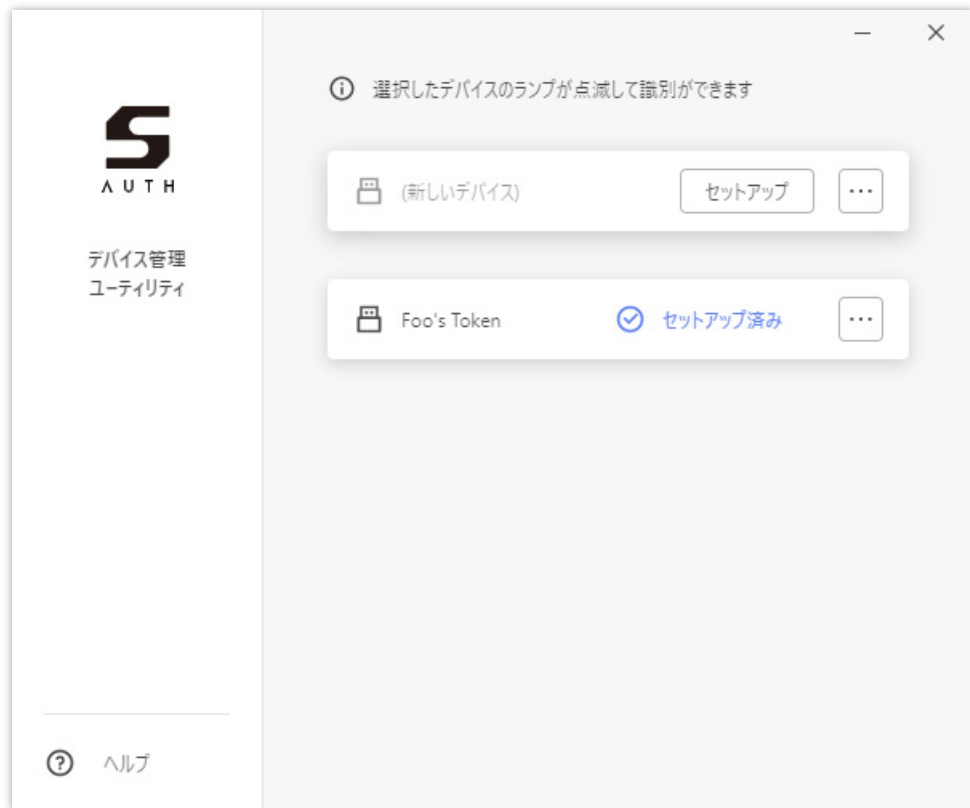 選択したデバイスのランプが点滅して識別ができます
S
AUTH
デバイス管理
ユーティリティ
(新しいデバイス) セットアップ ...
Foo's Token セットアップ済み ...
ヘルプ